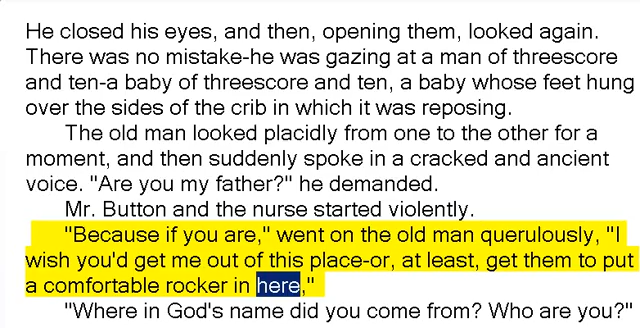 He closed his eyes, and then, opening them, looked again.
There was no mistake-he was gazing at a man of threescore
and ten-a baby of threescore and ten, a baby whose feet hung
over the sides of the crib in which it was reposing.
The old man looked placidly from one to the other for a
moment, and then suddenly spoke in a cracked and ancient
voice. "Are you my father?" he demanded.
Mr. Button and the nurse started violently.
"Because if you are," went on the old man querulously, "I
wish you'd get me out of this place-or, at least, get them to put
a comfortable rocker in here,"
"Where in God's name did you come from? Who are you?"